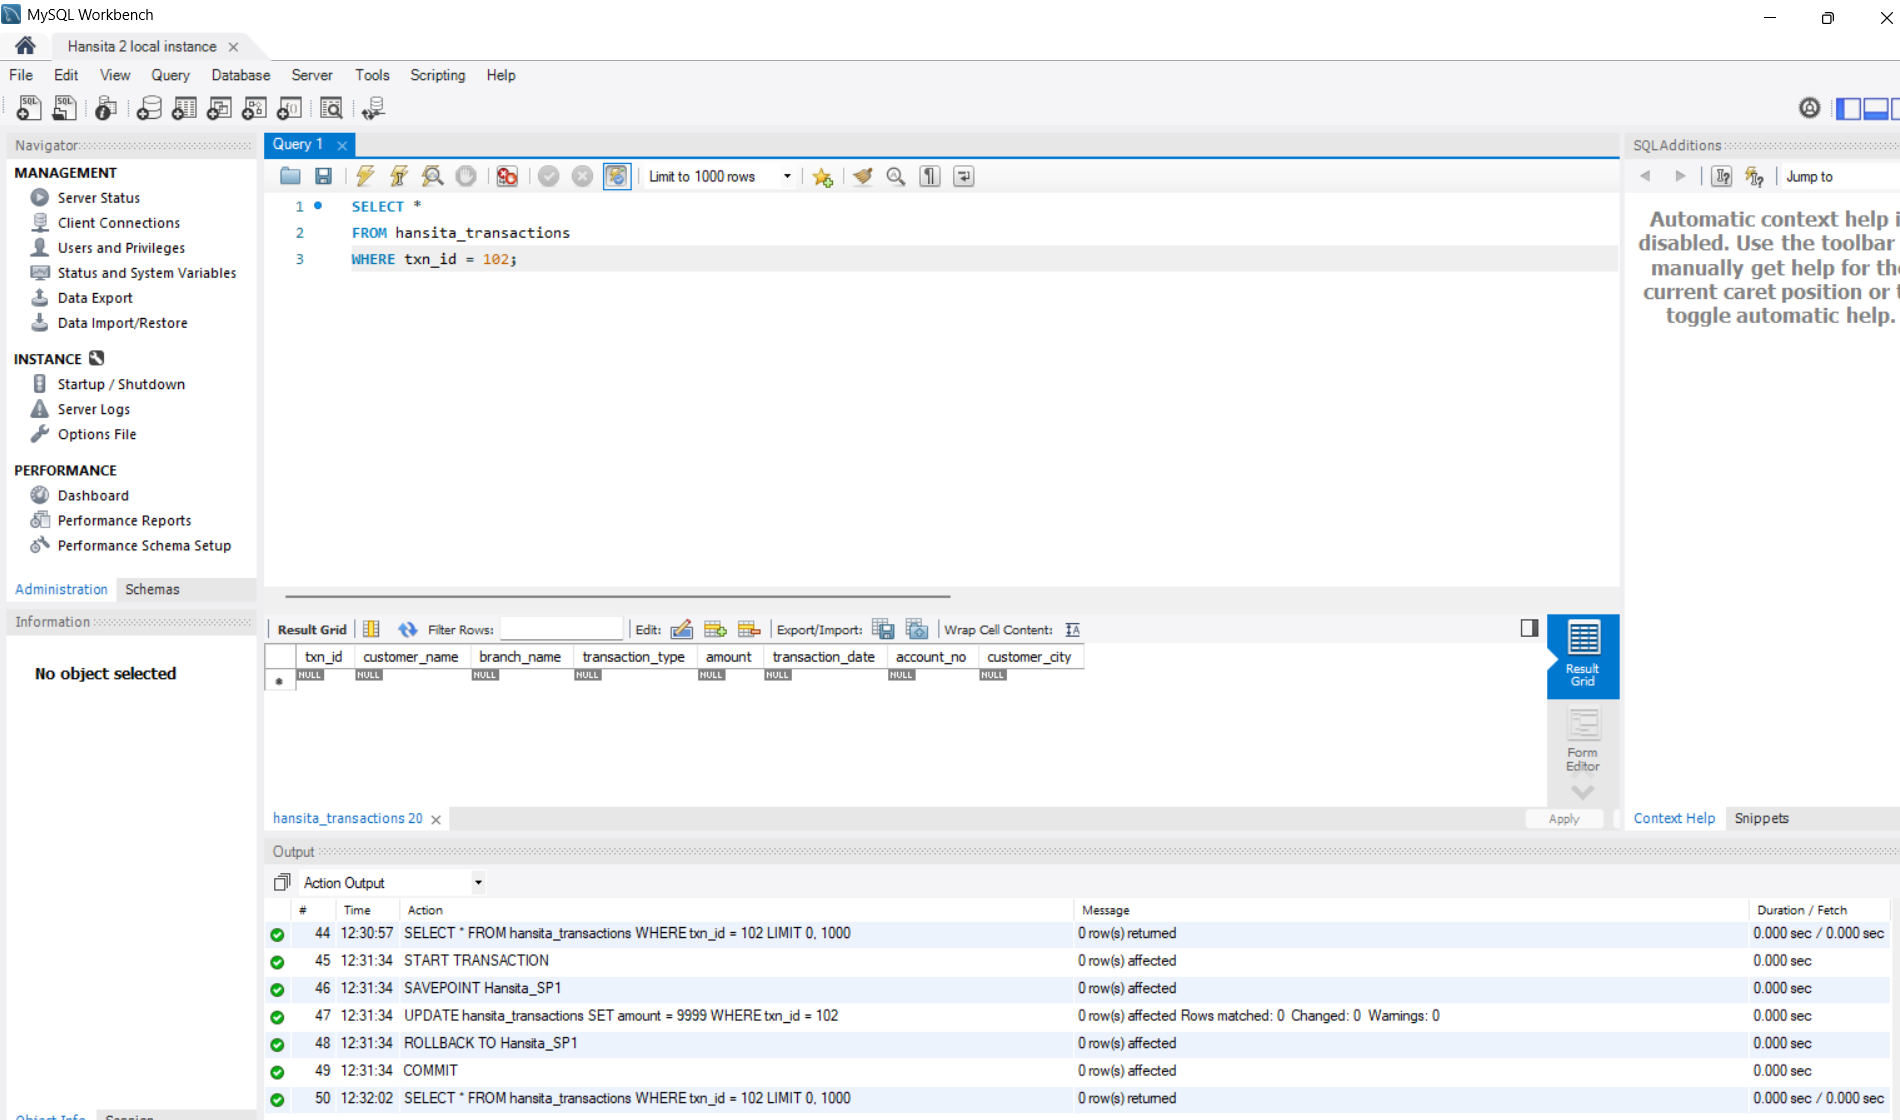 MySQL Workbench
Hansita 2 local instance
File Edit View Query Database Server Tools Scripting Help
Navigator
MANAGEMENT
Server Status
Client Connections
Users and Privileges
Status and System Variables
Data Export
Data Import/Restore
INSTANCE
Startup / Shutdown
Server Logs
Options File
PERFORMANCE
Dashboard
Performance Reports
Performance Schema Setup
Administration Schemas
Information
No object selected
Query 1
Limit to 1000 rows
1 SELECT *
2 FROM hansita_transactions
3 WHERE txn_id = 102;
Result Grid Filter Rows: Edit: Export/Import: Wrap Cell Content:
txn_id customer_name branch_name transaction_type amount transaction_date account_no customer_city
NULL NULL NULL NULL NULL NULL NULL NULL
Result
Grid
Form
Editor
hansita_transactions 20
Apply
SQLAdditions
Jump to
Automatic context help i
disabled. Use the toolbar
manually get help for the
current caret position or t
toggle automatic help.
Context Help Snippets
Output
Action Output
# Time Action Message Duration / Fetch
44 12:30:57 SELECT * FROM hansita_transactions WHERE txn_id = 102 LIMIT 0, 1000 0 row(s) returned 0.000 sec / 0.000 sec
45 12:31:34 START TRANSACTION 0 row(s) affected 0.000 sec
46 12:31:34 SAVEPOINT Hansita_SP1 0 row(s) affected 0.000 sec
47 12:31:34 UPDATE hansita_transactions SET amount = 9999 WHERE txn_id = 102 0 row(s) affected Rows matched: 0 Changed: 0 Warnings: 0 0.000 sec
48 12:31:34 ROLLBACK TO Hansita_SP1 0 row(s) affected 0.000 sec
49 12:31:34 COMMIT 0 row(s) affected 0.000 sec
50 12:32:02 SELECT * FROM hansita_transactions WHERE txn_id = 102 LIMIT 0, 1000 0 row(s) returned 0.000 sec / 0.000 sec
Object Info Session